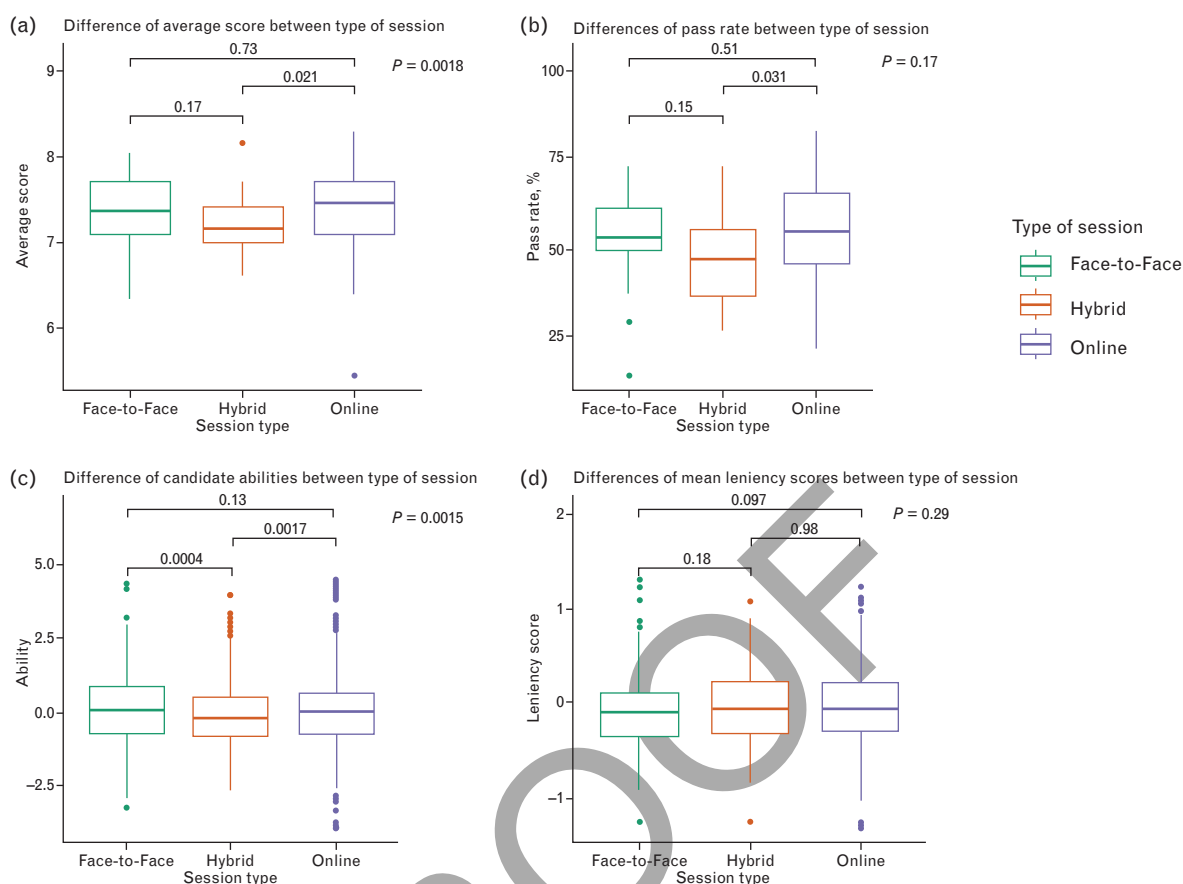 (a) Difference of average score between type of session
0.73
P = 0.0018
9
0.021
0.17
8
7
6
Average score
Face-to-Face Hybrid Online
Session type
(b) Differences of pass rate between type of session
0.51
P = 0.17
100
0.031
0.15
75
50
25
Pass rate, %
Face-to-Face Hybrid Online
Session type
Type of session
Face-to-Face
Hybrid
Online
(c) Difference of candidate abilities between type of session
0.13
P = 0.0015
0.0017
0.0004
5.0
2.5
0.0
−2.5
Ability
Face-to-Face Hybrid Online
Session type
(d) Differences of mean leniency scores between type of session
0.097
P = 0.29
2
0.98
0.18
1
0
−1
Leniency score
Face-to-Face Hybrid Online
Session type